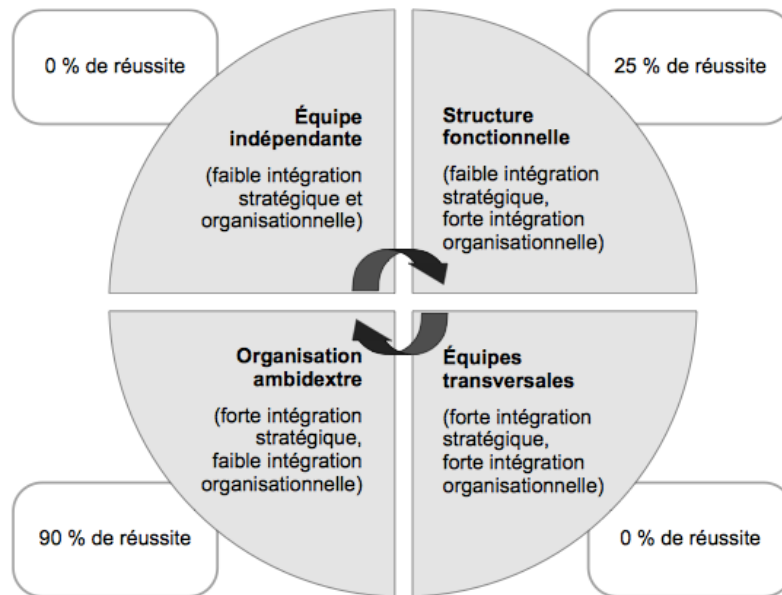 0 % de réussite
Équipe
indépendante
(faible intégration
stratégique et
organisationnelle)
25 % de réussite
Structure
fonctionnelle
(faible intégration
stratégique,
forte intégration
organisationnelle)
Organisation
ambidextre
(forte intégration
stratégique,
faible intégration
organisationnelle)
90 % de réussite
Équipes
transversales
(forte intégration
stratégique,
forte intégration
organisationnelle)
0 % de réussite